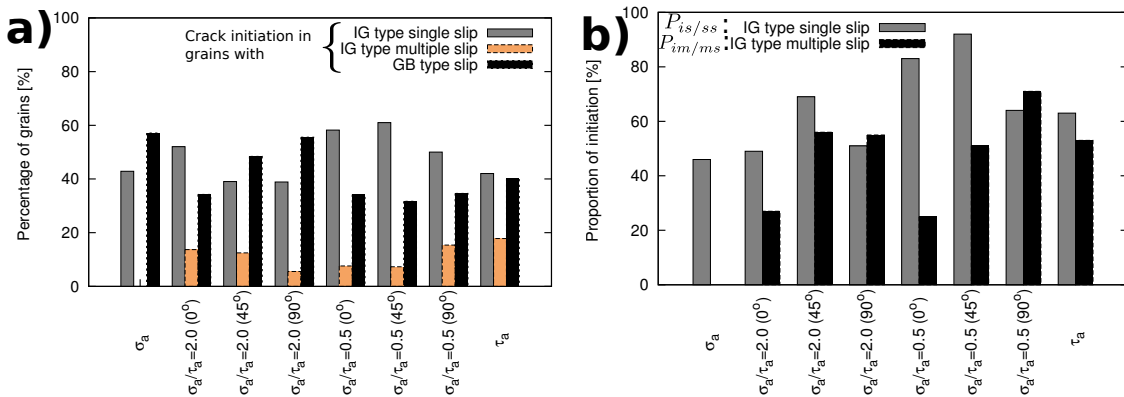 a)
Percentage of grains [%]
100
80
60
40
20
0
Crack initiation in
grains with
IG type single slip
IG type multiple slip
GB type slip
σₐ
σₐ/τₐ=2.0 (0°)
σₐ/τₐ=2.0 (45°)
σₐ/τₐ=2.0 (90°)
σₐ/τₐ=0.5 (0°)
σₐ/τₐ=0.5 (45°)
σₐ/τₐ=0.5 (90°)
τₐ
b)
Proportion of initiation [%]
100
80
60
40
20
0
P_{is/ss} : IG type single slip
P_{im/ms} : IG type multiple slip
σₐ
σₐ/τₐ=2.0 (0°)
σₐ/τₐ=2.0 (45°)
σₐ/τₐ=2.0 (90°)
σₐ/τₐ=0.5 (0°)
σₐ/τₐ=0.5 (45°)
σₐ/τₐ=0.5 (90°)
τₐ